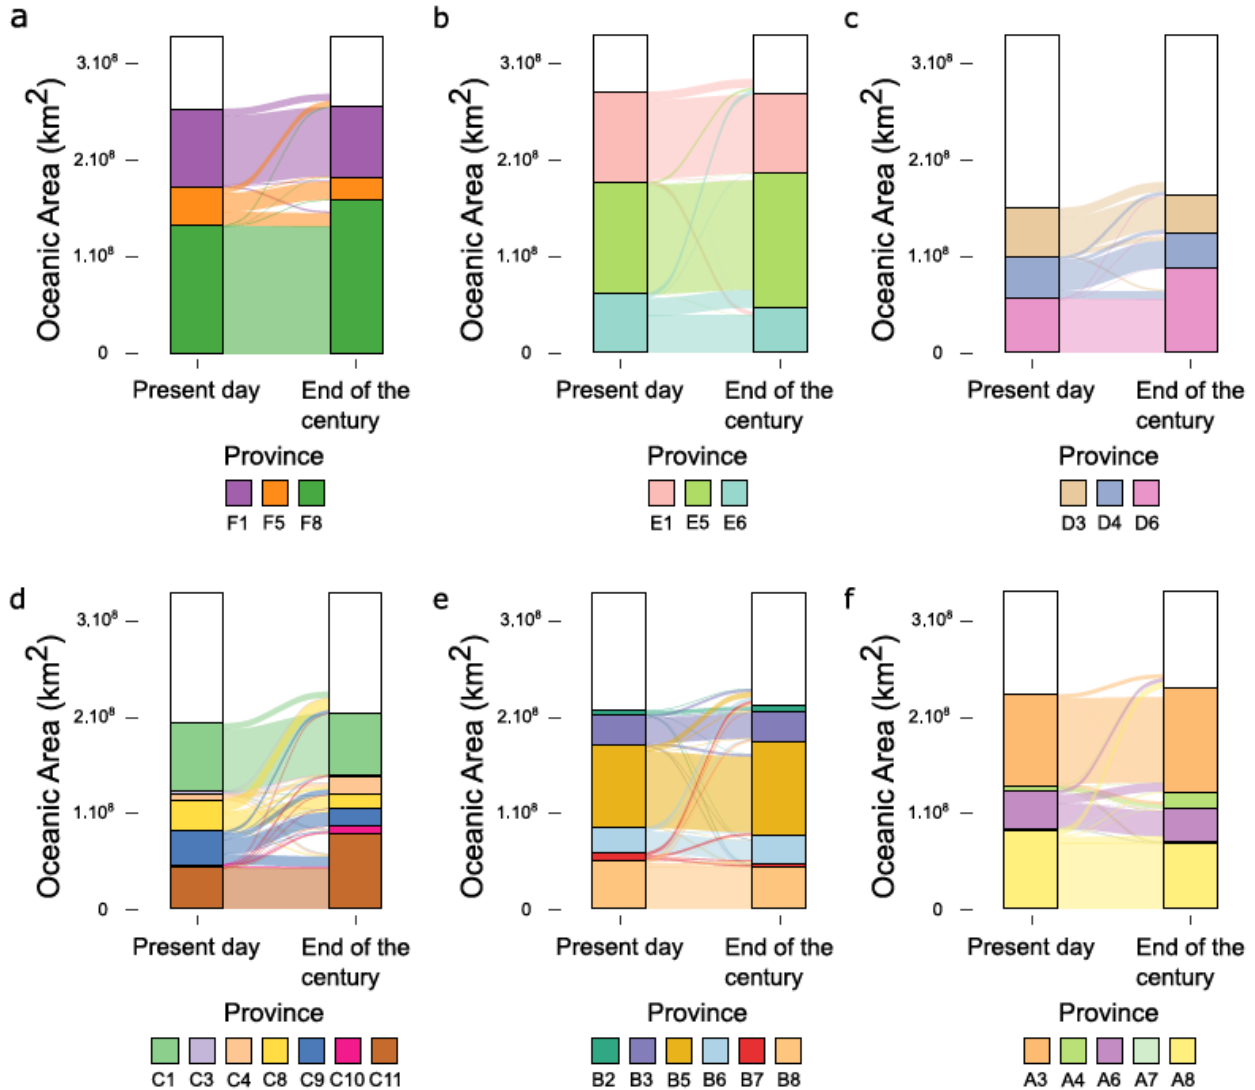 a
b
c
Oceanic Area (km²)
3.10⁸
2.10⁸
1.10⁸
0
Present day
End of the
century
Province
F1 F5 F8
Oceanic Area (km²)
3.10⁸
2.10⁸
1.10⁸
0
Present day
End of the
century
Province
E1 E5 E6
Oceanic Area (km²)
3.10⁸
2.10⁸
1.10⁸
0
Present day
End of the
century
Province
D3 D4 D6
d
e
f
Oceanic Area (km²)
3.10⁸
2.10⁸
1.10⁸
0
Present day
End of the
century
Province
C1 C3 C4 C8 C9 C10 C11
Oceanic Area (km²)
3.10⁸
2.10⁸
1.10⁸
0
Present day
End of the
century
Province
B2 B3 B5 B6 B7 B8
Oceanic Area (km²)
3.10⁸
2.10⁸
1.10⁸
0
Present day
End of the
century
Province
A3 A4 A6 A7 A8